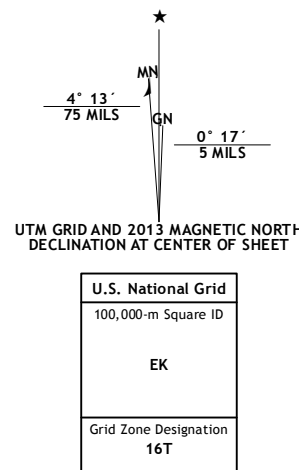 ★
MN
GN
4° 13´
75 MILS
0° 17´
5 MILS
UTM GRID AND 2013 MAGNETIC NORTH
DECLINATION AT CENTER OF SHEET
U.S. National Grid
100,000-m Square ID
EK
Grid Zone Designation
16T